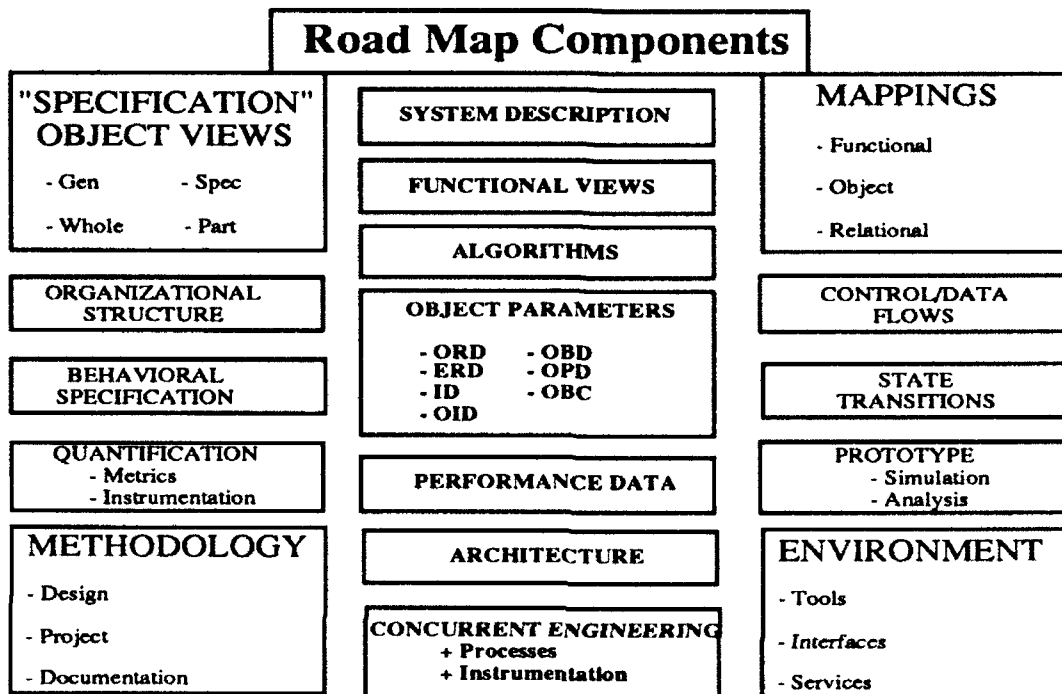 Road Map Components
"SPECIFICATION"
OBJECT VIEWS
- Gen - Spec
- Whole - Part
ORGANIZATIONAL
STRUCTURE
BEHAVIORAL
SPECIFICATION
QUANTIFICATION
- Metrics
- Instrumentation
METHODOLOGY
- Design
- Project
- Documentation
SYSTEM DESCRIPTION
FUNCTIONAL VIEWS
ALGORITHMS
OBJECT PARAMETERS
- ORD - OBD
- ERD - OPD
- ID - OBC
- OID
PERFORMANCE DATA
ARCHITECTURE
CONCURRENT ENGINEERING
+ Processes
+ Instrumentation
MAPPINGS
- Functional
- Object
- Relational
CONTROL/DATA
FLOWS
STATE
TRANSITIONS
PROTOTYPE
- Simulation
- Analysis
ENVIRONMENT
- Tools
- Interfaces
- Services